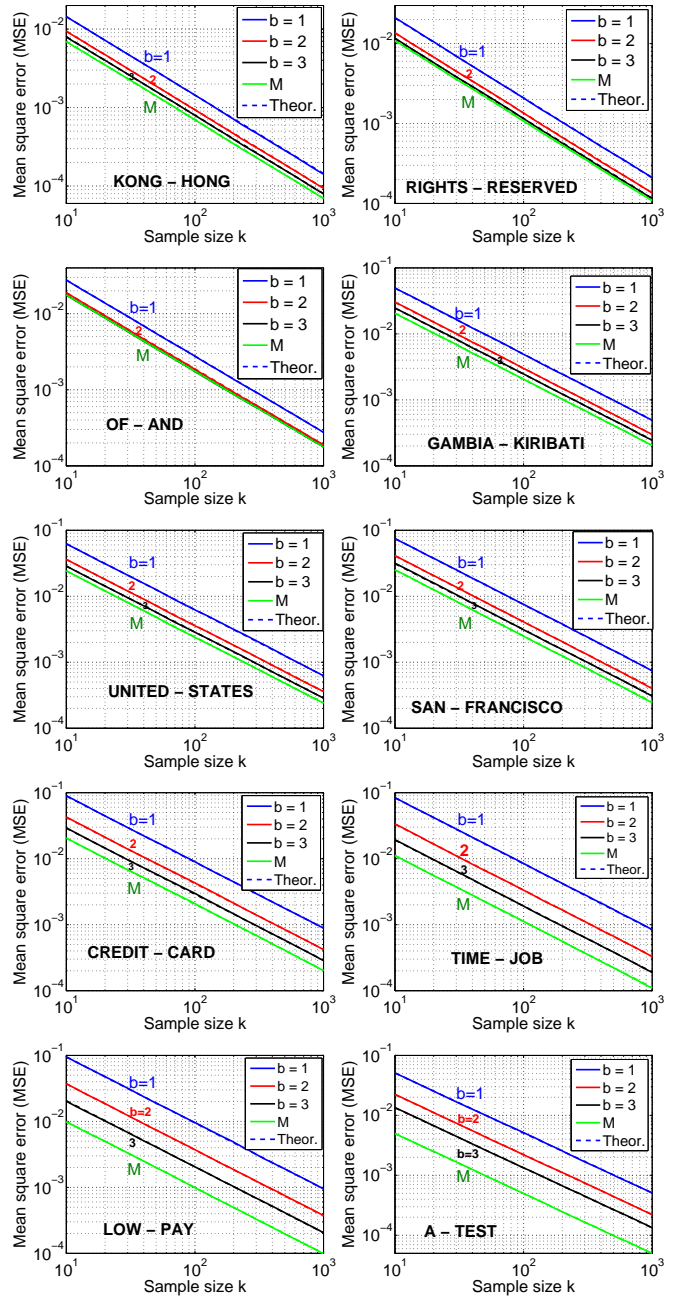 Mean square error (MSE)
10^-2
10^-3
10^-4
b=1
2
3
M
KONG – HONG
b = 1
b = 2
b = 3
M
Theor.
10^1
10^2
10^3
Sample size k
Mean square error (MSE)
10^-2
10^-3
10^-4
b=1
2
M
RIGHTS – RESERVED
b = 1
b = 2
b = 3
M
Theor.
10^1
10^2
10^3
Sample size k
Mean square error (MSE)
10^-2
10^-3
10^-4
b=1
2
M
OF – AND
b = 1
b = 2
b = 3
M
Theor.
10^1
10^2
10^3
Sample size k
Mean square error (MSE)
10^-1
10^-2
10^-3
10^-4
b=1
2
3
M
GAMBIA – KIRIBATI
b = 1
b = 2
b = 3
M
Theor.
10^1
10^2
10^3
Sample size k
Mean square error (MSE)
10^-1
10^-2
10^-3
10^-4
b=1
2
3
M
UNITED – STATES
b = 1
b = 2
b = 3
M
Theor.
10^1
10^2
10^3
Sample size k
Mean square error (MSE)
10^-1
10^-2
10^-3
10^-4
b=1
2
3
M
SAN – FRANCISCO
b = 1
b = 2
b = 3
M
Theor.
10^1
10^2
10^3
Sample size k
Mean square error (MSE)
10^-1
10^-2
10^-3
10^-4
b=1
2
3
M
CREDIT – CARD
b = 1
b = 2
b = 3
M
Theor.
10^1
10^2
10^3
Sample size k
Mean square error (MSE)
10^-1
10^-2
10^-3
10^-4
b=1
2
3
M
TIME – JOB
b = 1
b = 2
b = 3
M
Theor.
10^1
10^2
10^3
Sample size k
Mean square error (MSE)
10^-1
10^-2
10^-3
10^-4
b=1
b=2
3
M
LOW – PAY
b = 1
b = 2
b = 3
M
Theor.
10^1
10^2
10^3
Sample size k
Mean square error (MSE)
10^-1
10^-2
10^-3
10^-4
b=1
b=2
b=3
M
A – TEST
b = 1
b = 2
b = 3
M
Theor.
10^1
10^2
10^3
Sample size k